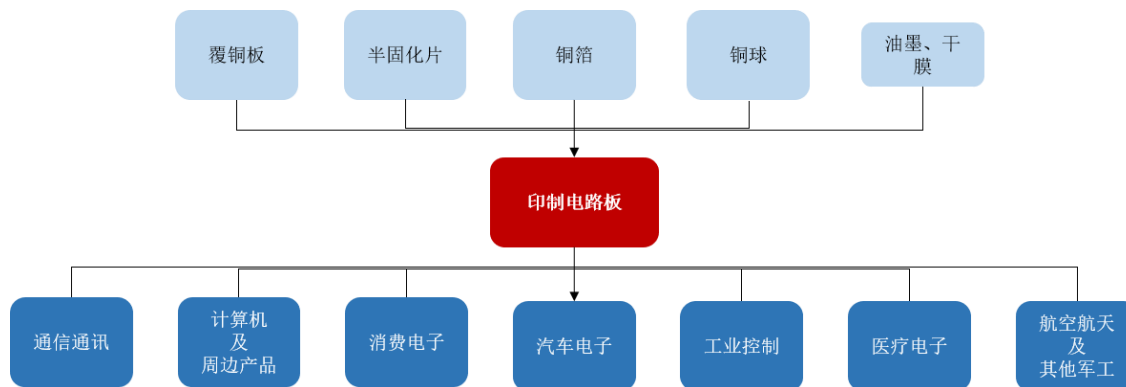 覆铜板
半固化片
铜箔
铜球
油墨、干
膜
印制电路板
通信通讯
计算机
及
周边产品
消费电子
汽车电子
工业控制
医疗电子
航空航天
及
其他军工